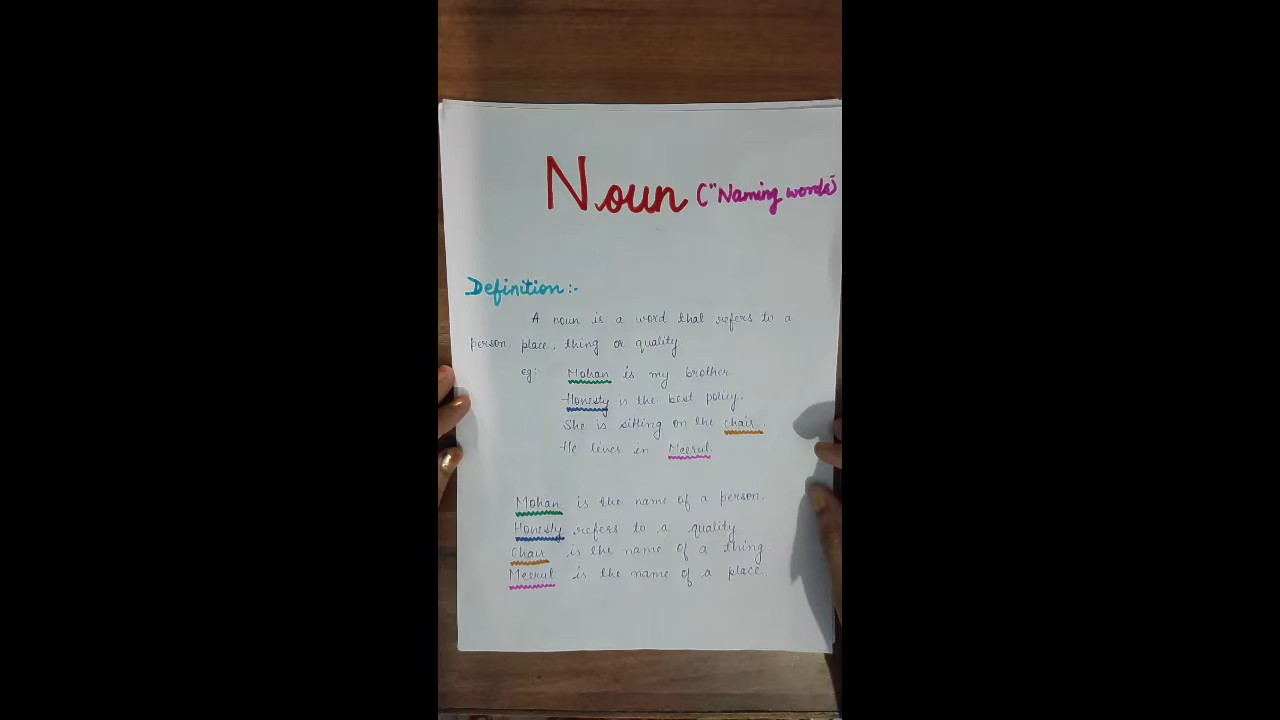 Noun ("Naming words")
Definition :-
A noun is a word that refers to a
person, place, thing or quality
eg: Mohan is my brother
Honesty is the best policy.
She is sitting on the chair.
He lives in Meerut.
Mohan is the name of a person.
Honesty refers to a quality.
Chair is the name of a thing.
Meerut is the name of a place.